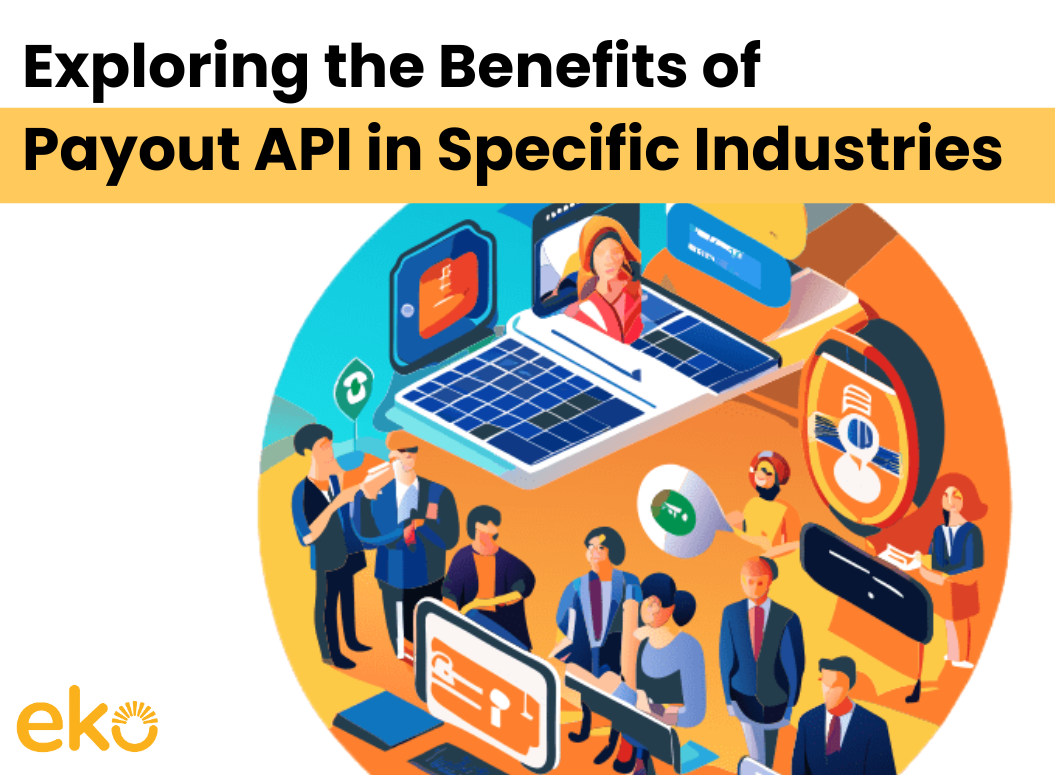 Exploring the Benefits of
Payout API in Specific Industries
eko